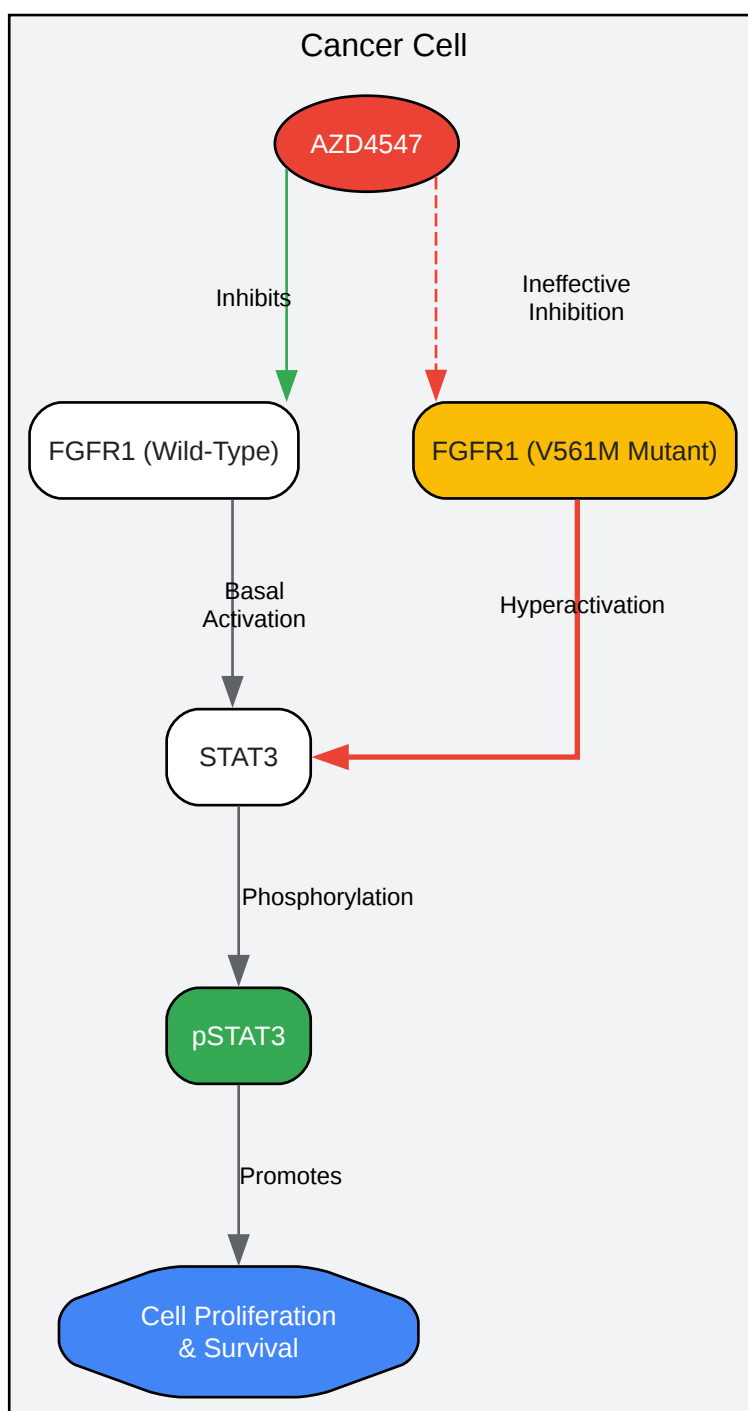 Cancer Cell
AZD4547
Inhibits
Ineffective
Inhibition
FGFR1 (Wild-Type)
FGFR1 (V561M Mutant)
Basal
Activation
Hyperactivation
STAT3
Phosphorylation
pSTAT3
Promotes
Cell Proliferation
& Survival